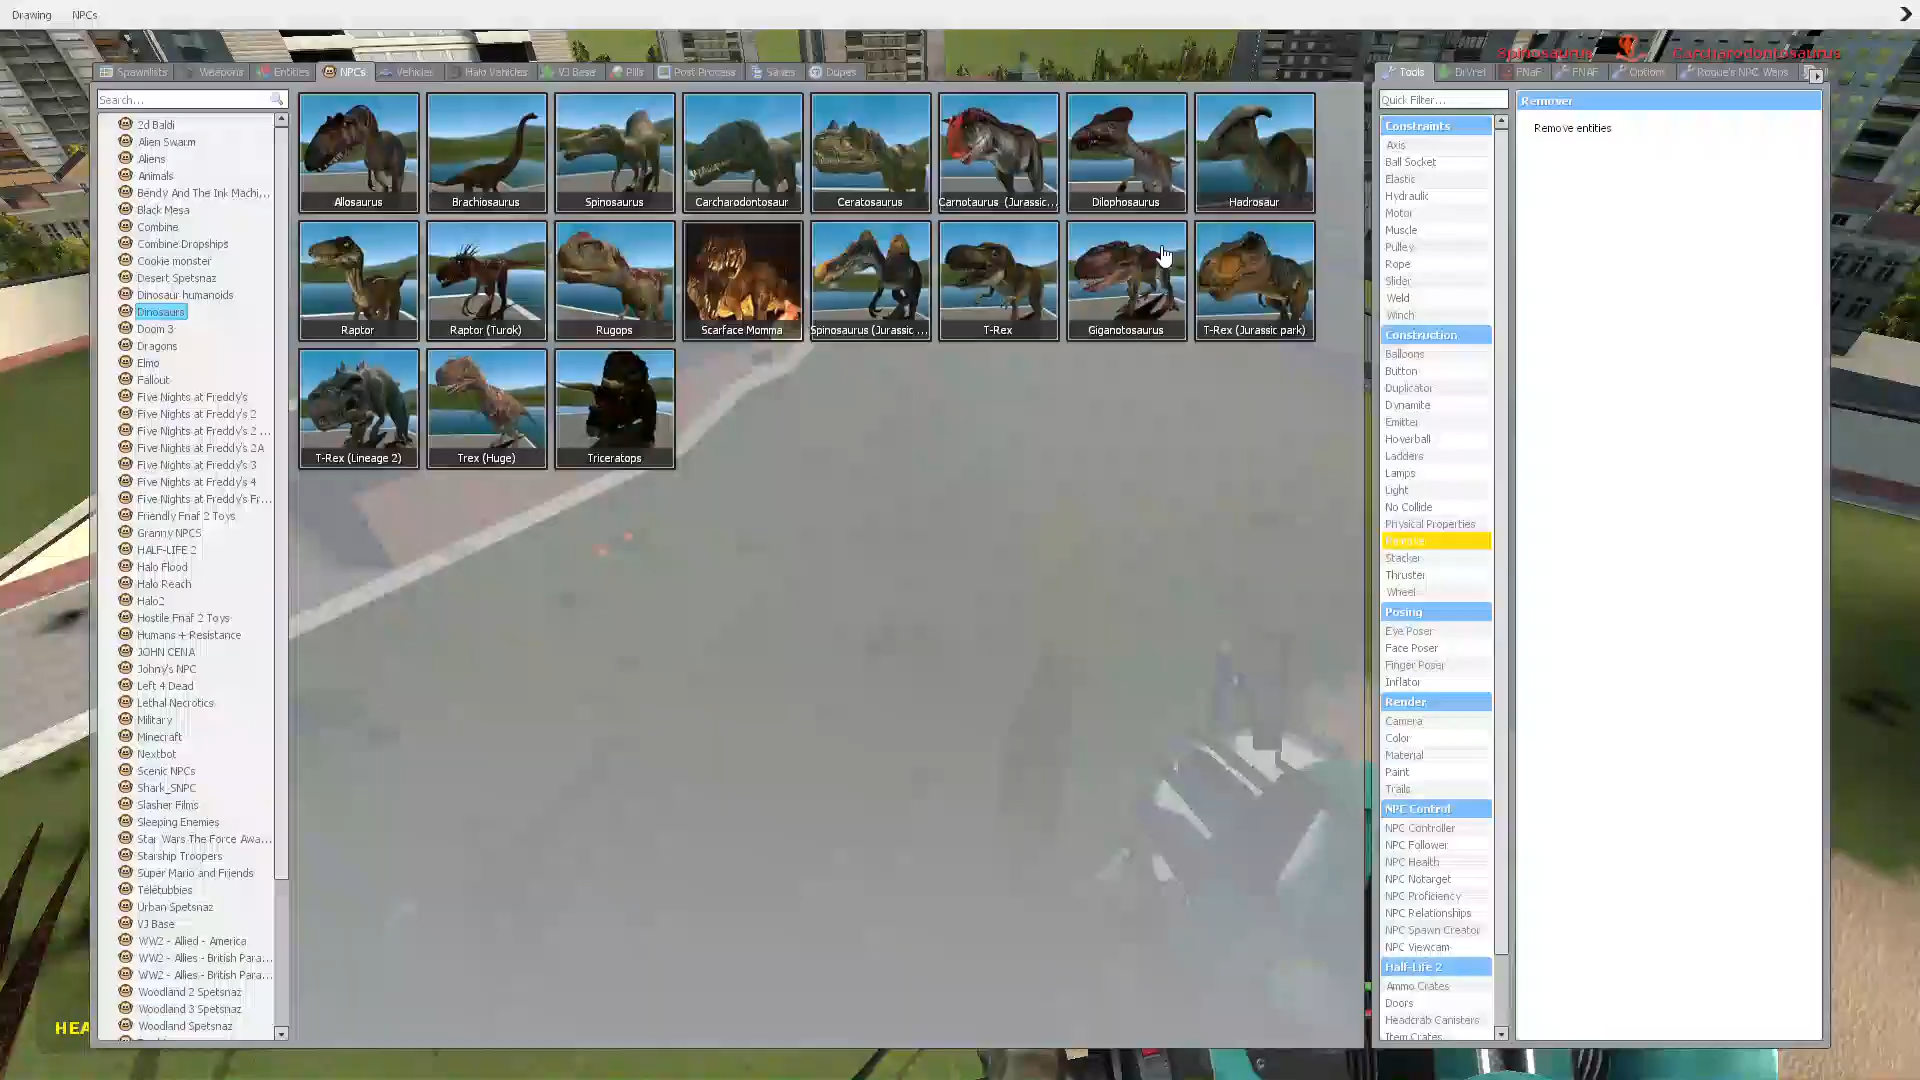 Drawing NPCs
Spinosaurus Carcharodontosaurus
Spawnlists Weapons Entities NPCs Vehicles Halo Vehicles VJ Base Pills Post Process Saves Dupes
Tools DrVrej FNaF FNAF Options Rogue's NPC Weps
Search...
2d Baldi
Alien Swarm
Aliens
Animals
Bendy And The Ink Machi...
Black Mesa
Combine
Combine Dropships
Cookie monster
Desert Spetsnaz
Dinosaur humanoids
Dinosaurs
Doom 3
Dragons
Elmo
Fallout
Five Nights at Freddy's
Five Nights at Freddy's 2
Five Nights at Freddy's 2 ...
Five Nights at Freddy's 2A
Five Nights at Freddy's 3
Five Nights at Freddy's 4
Five Nights at Freddy's Fr...
Friendly Fnaf 2 Toys
Granny NPCS
HALF-LIFE 2
Halo Flood
Halo Reach
Halo2
Hostile Fnaf 2 Toys
Humans + Resistance
JOHN CENA
Johny's NPC
Left 4 Dead
Lethal Necrotics
Military
Minecraft
Nextbot
Scenic NPCs
Shark_SNPC
Slasher Films
Sleeping Enemies
Star Wars The Force Awa...
Starship Troopers
Super Mario and Friends
Teletubbies
Urban Spetsnaz
VJ Base
WW2 - Allied - America
WW2 - Allies - British Para...
WW2 - Allies - British Para...
Woodland 2 Spetsnaz
Woodland 3 Spetsnaz
Woodland Spetsnaz
Allosaurus Brachiosaurus Spinosaurus Carcharodontosaur Ceratosaurus Carnotaurus (Jurassic... Dilophosaurus Hadrosaur
Raptor Raptor (Turok) Rugops Scarface Momma Spinosaurus (Jurassic ... T-Rex Giganotosaurus T-Rex (Jurassic park)
T-Rex (Lineage 2) Trex (Huge) Triceratops
Quick Filter...
Constraints
Axis
Ball Socket
Elastic
Hydraulic
Motor
Muscle
Pulley
Rope
Slider
Weld
Winch
Construction
Balloons
Button
Duplicator
Dynamite
Emitter
Hoverball
Ladders
Lamps
Light
No Collide
Physical Properties
Remover
Stacker
Thruster
Wheel
Posing
Eye Poser
Face Poser
Finger Poser
Inflator
Render
Camera
Color
Material
Paint
Trails
NPC Control
NPC Controller
NPC Follower
NPC Health
NPC Notarget
NPC Proficiency
NPC Relationships
NPC Spawn Creator
NPC Viewcam
Half-Life 2
Ammo Crates
Doors
Headcrab Canisters
Item Crates
Remover
Remove entities
HEA